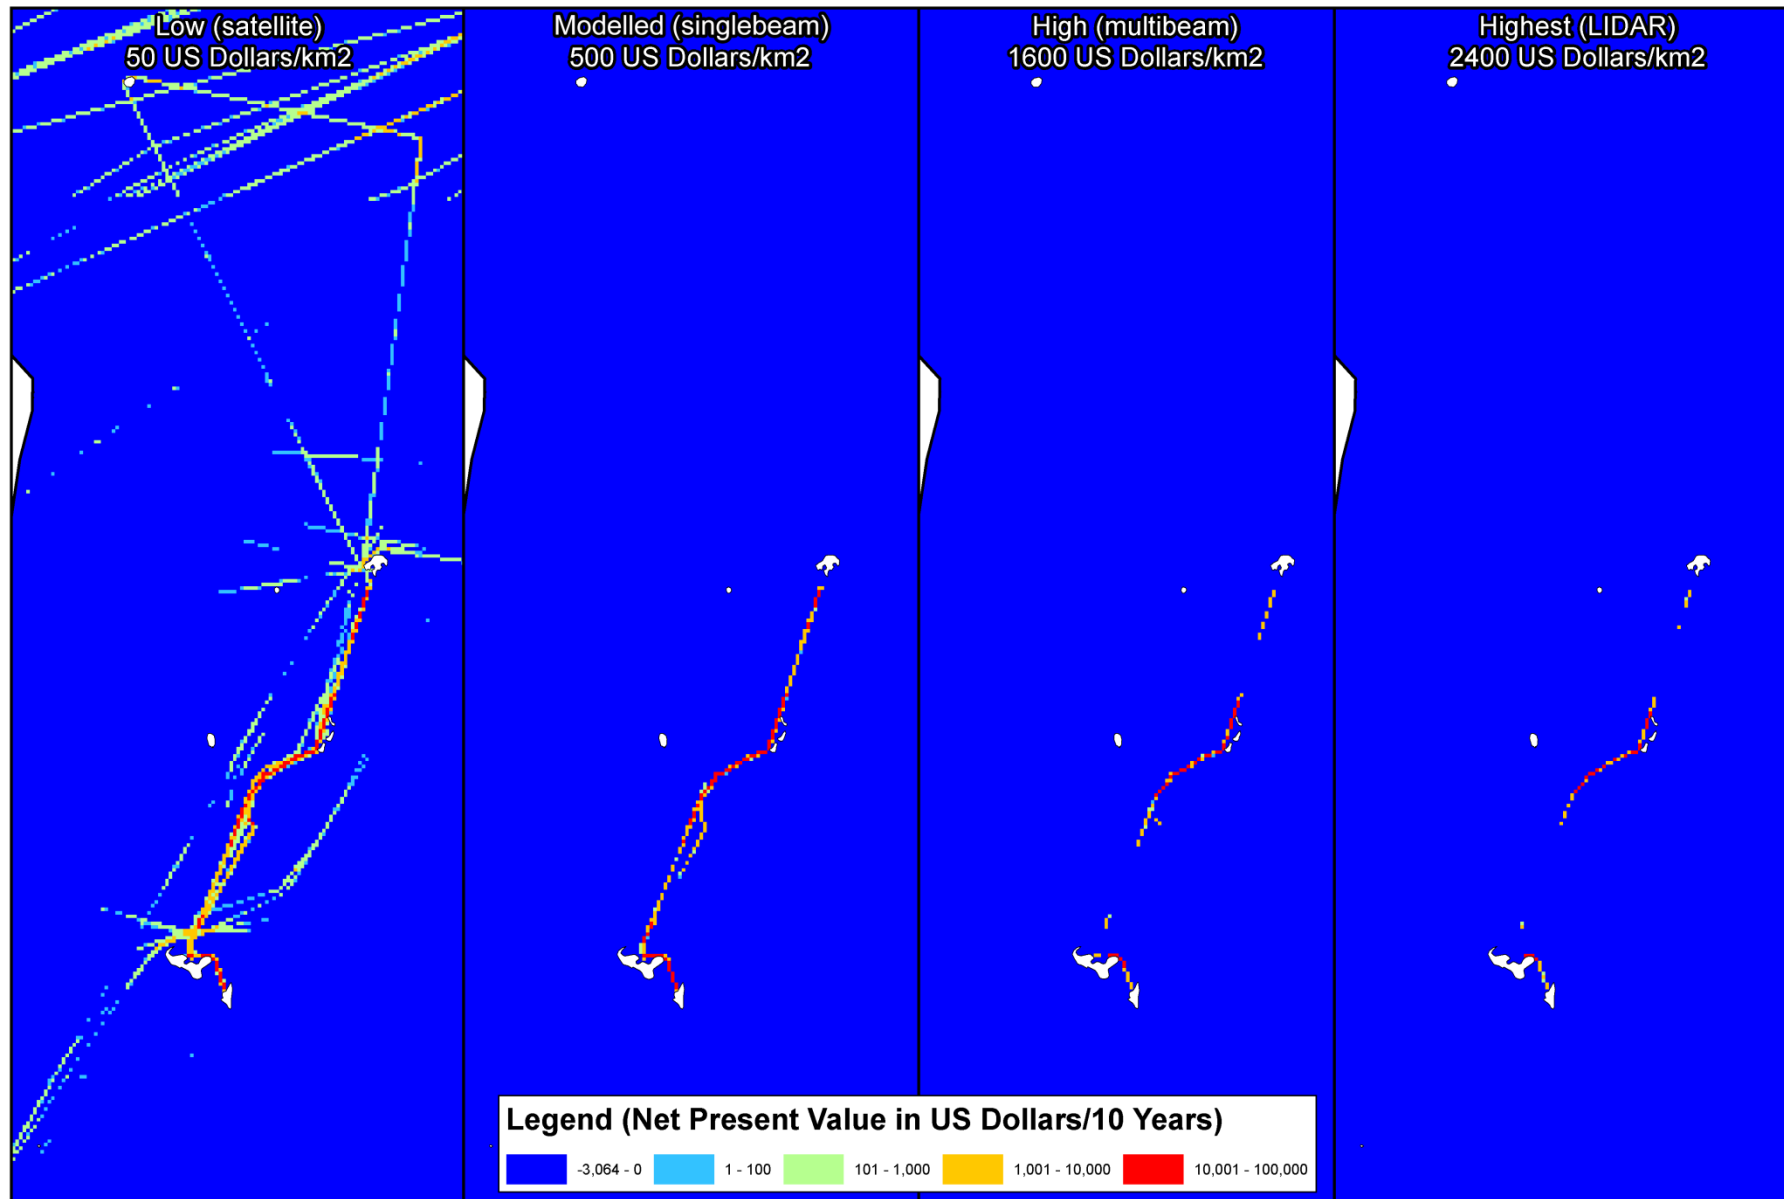 Low (satellite)
50 US Dollars/km2
Modelled (singlebeam)
500 US Dollars/km2
High (multibeam)
1600 US Dollars/km2
Highest (LIDAR)
2400 US Dollars/km2
Legend (Net Present Value in US Dollars/10 Years)
-3,064 - 0
1 - 100
101 - 1,000
1,001 - 10,000
10,001 - 100,000